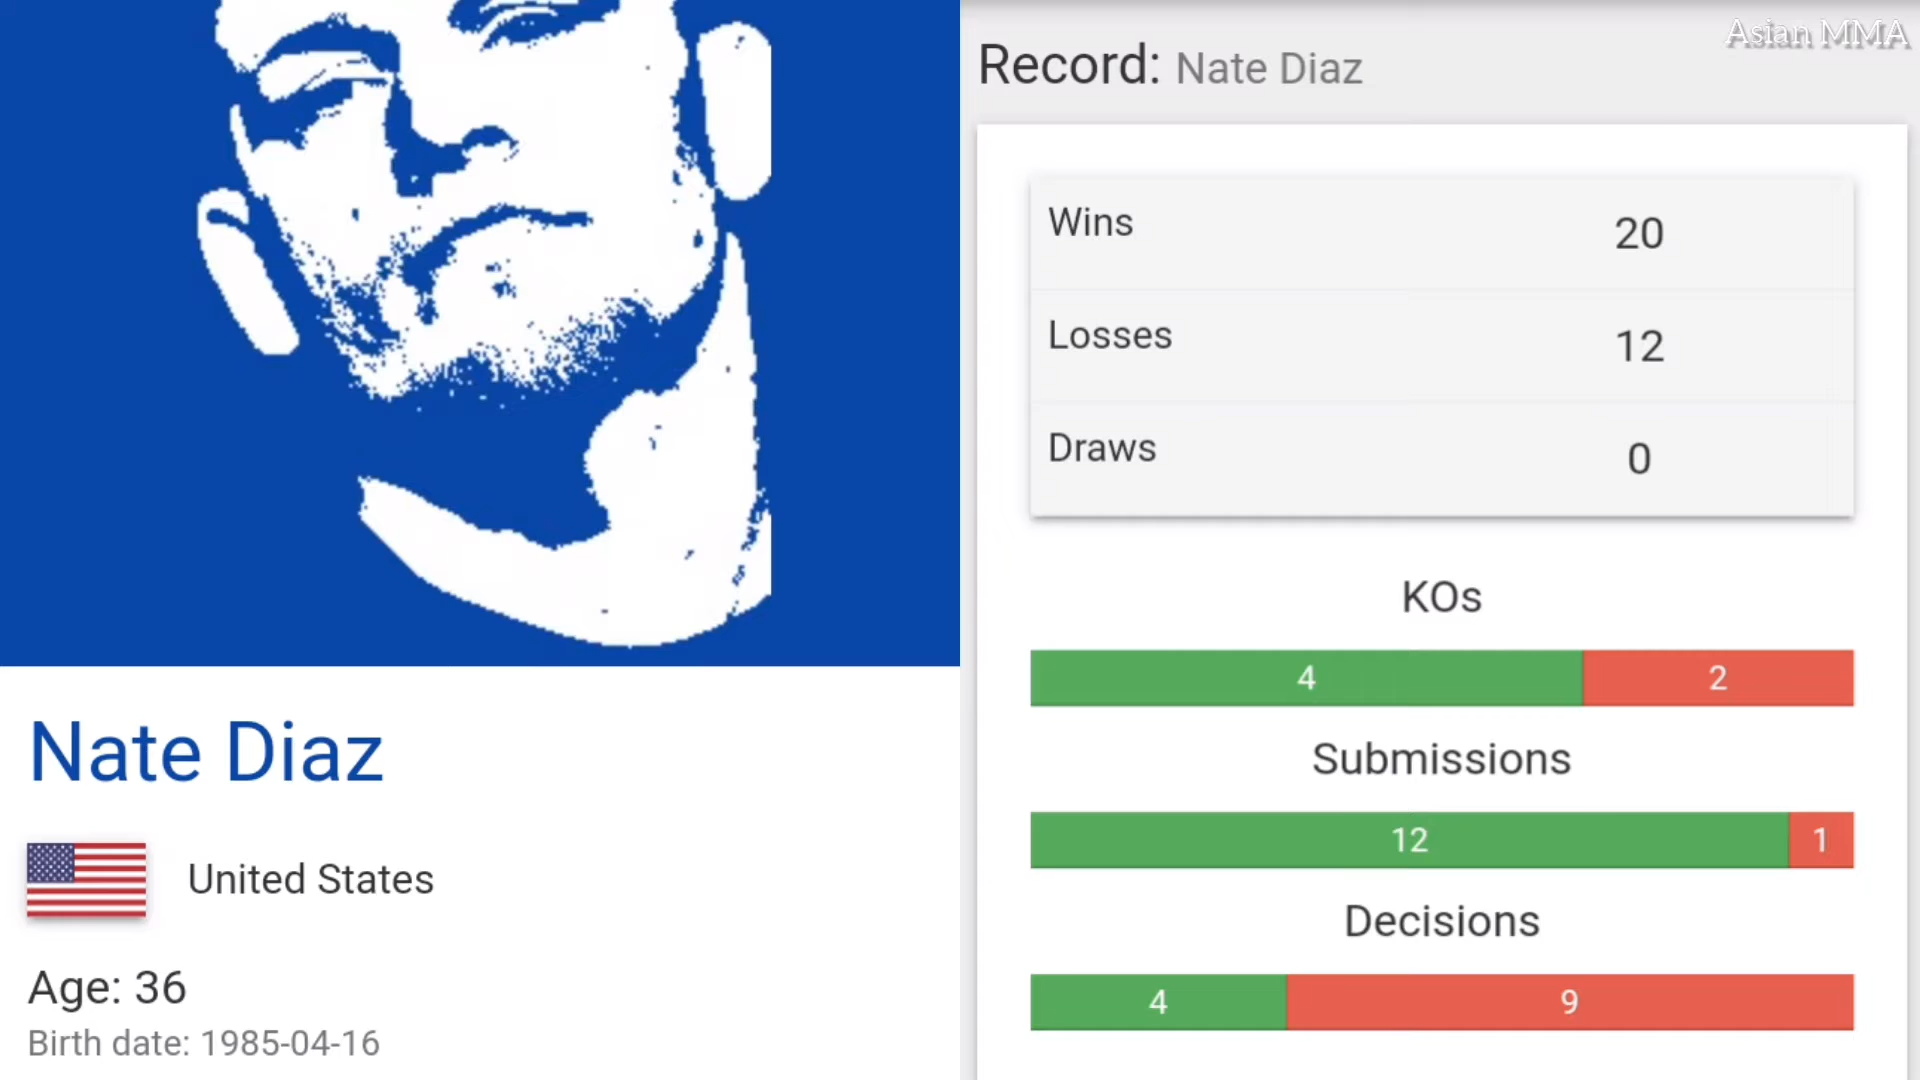 Nate Diaz
United States
Age: 36
Birth date: 1985-04-16
Asian MMA
Record: Nate Diaz
Wins 20
Losses 12
Draws 0
KOs
4 2
Submissions
12 1
Decisions
4 9